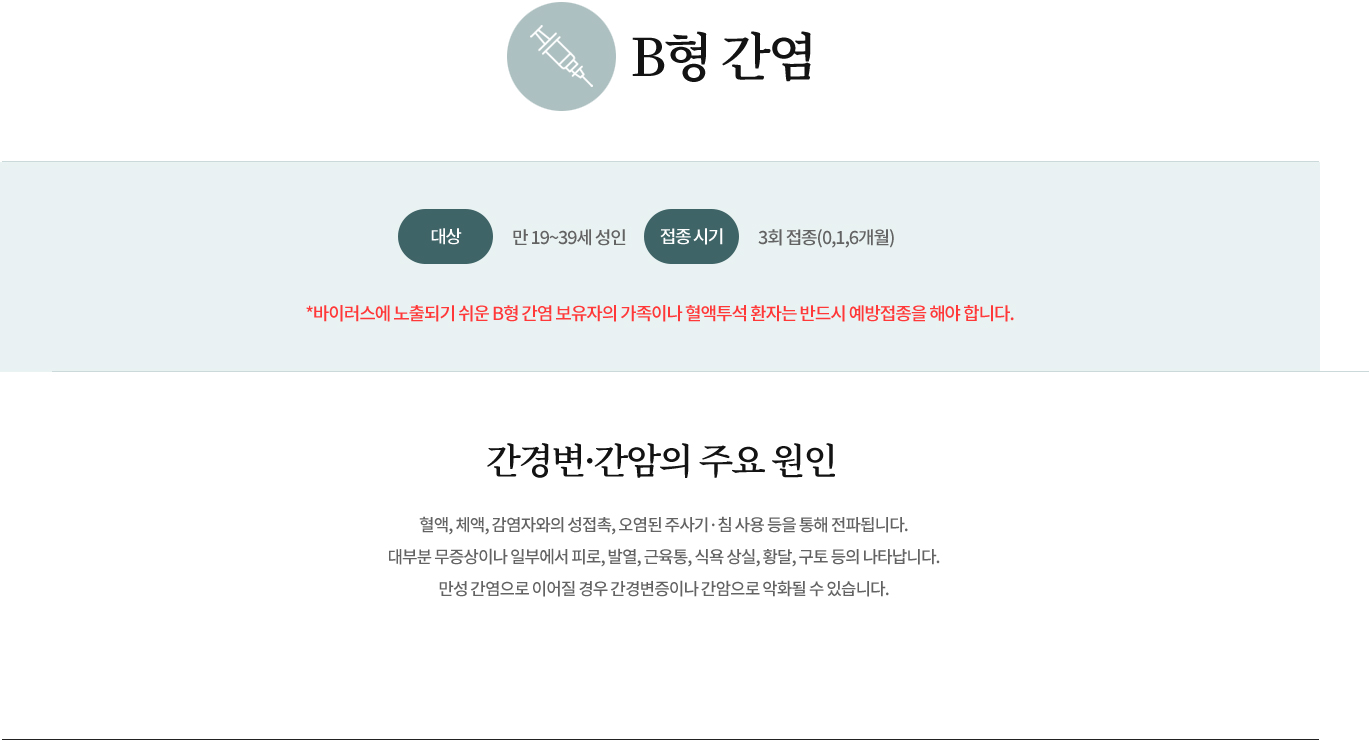 B형 간염
대상 만 19~39세 성인 접종 시기 3회 접종(0,1,6개월)
*바이러스에 노출되기 쉬운 B형 간염 보유자의 가족이나 혈액투석 환자는 반드시 예방접종을 해야 합니다.
간경변·간암의 주요 원인
혈액, 체액, 감염자와의 성접촉, 오염된 주사기·침 사용 등을 통해 전파됩니다.
대부분 무증상이나 일부에서 피로, 발열, 근육통, 식욕 상실, 황달, 구토 등의 나타납니다.
만성 간염으로 이어질 경우 간경변증이나 간암으로 악화될 수 있습니다.